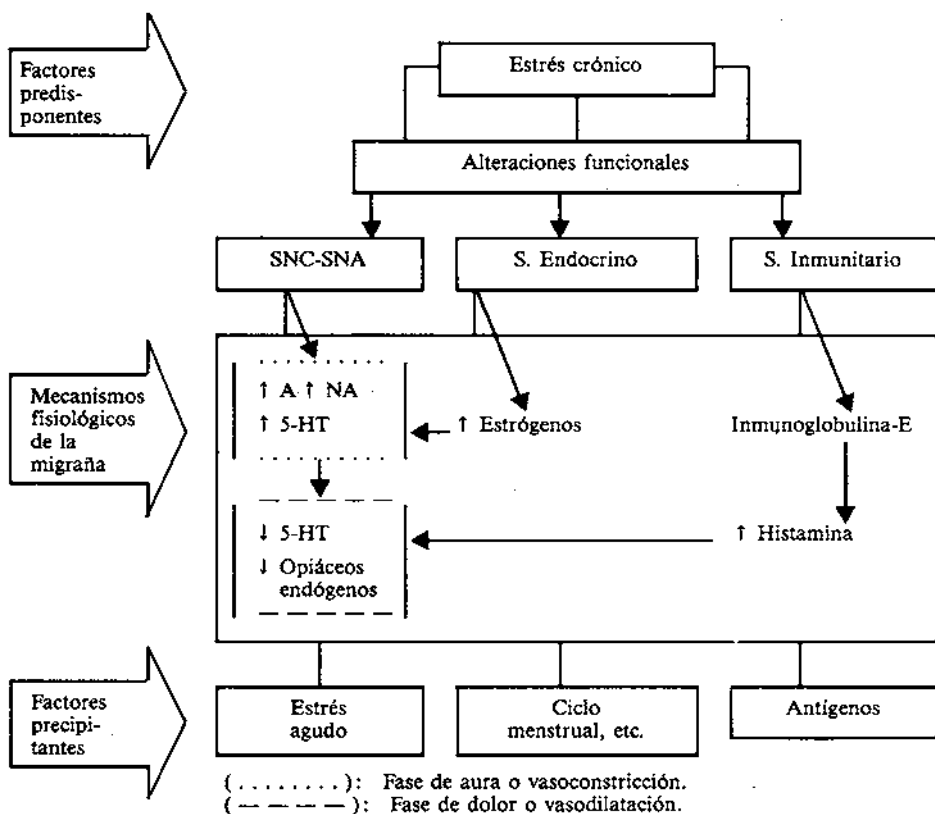 Factores
predis-
ponentes
Estrés crónico
Alteraciones funcionales
SNC-SNA
S. Endocrino
S. Inmunitario
Mecanismos
fisiológicos
de la
migraña
↑ A ↑ NA
↑ 5-HT
↑ Estrógenos
Inmunoglobulina-E
↓ 5-HT
↓ Opiáceos
endógenos
↑ Histamina
Factores
precipi-
tantes
Estrés
agudo
Ciclo
menstrual, etc.
Antígenos
(........): Fase de aura o vasoconstricción.
(– – – – –): Fase de dolor o vasodilatación.